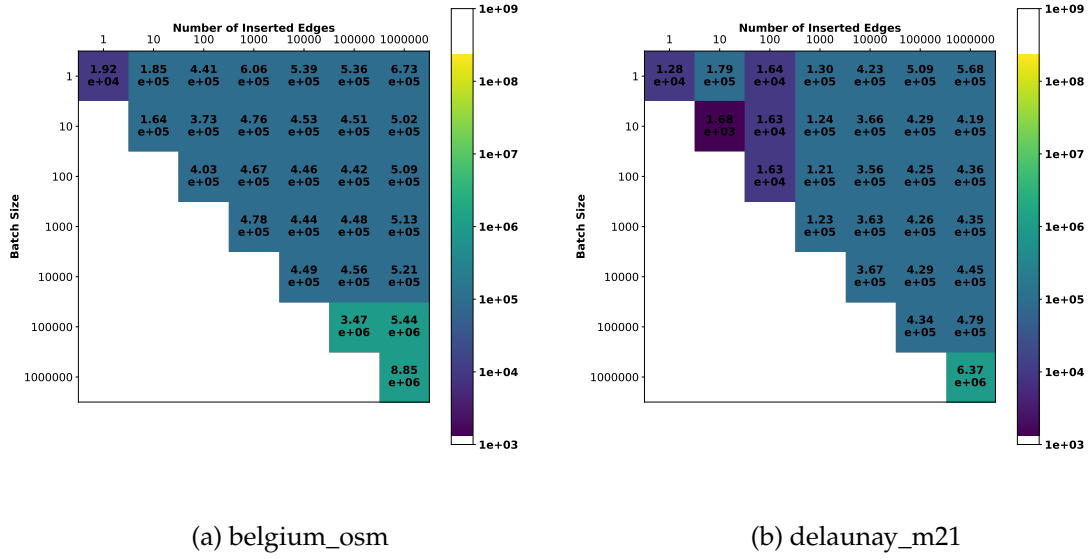 Number of Inserted Edges
1 10 100 1000 10000 100000 1000000
Batch Size
1
1.92 e+04
1.85 e+05
4.41 e+05
6.06 e+05
5.39 e+05
5.36 e+05
6.73 e+05
10
1.64 e+05
3.73 e+05
4.76 e+05
4.53 e+05
4.51 e+05
5.02 e+05
100
4.03 e+05
4.67 e+05
4.46 e+05
4.42 e+05
5.09 e+05
1000
4.78 e+05
4.44 e+05
4.48 e+05
5.13 e+05
10000
4.49 e+05
4.56 e+05
5.21 e+05
100000
3.47 e+06
5.44 e+06
1000000
8.85 e+06
1e+09
1e+08
1e+07
1e+06
1e+05
1e+04
1e+03
(a) belgium_osm
Number of Inserted Edges
1 10 100 1000 10000 100000 1000000
Batch Size
1
1.28 e+04
1.79 e+05
1.64 e+04
1.30 e+05
4.23 e+05
5.09 e+05
5.68 e+05
10
1.68 e+03
1.63 e+04
1.24 e+05
3.66 e+05
4.29 e+05
4.19 e+05
100
1.63 e+04
1.21 e+05
3.56 e+05
4.25 e+05
4.36 e+05
1000
1.23 e+05
3.63 e+05
4.26 e+05
4.35 e+05
10000
3.67 e+05
4.29 e+05
4.45 e+05
100000
4.34 e+05
4.79 e+05
1000000
6.37 e+06
1e+09
1e+08
1e+07
1e+06
1e+05
1e+04
1e+03
(b) delaunay_m21